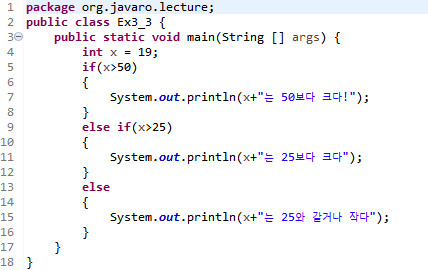 1 package org.javaro.lecture;
2 public class Ex3_3 {
3 public static void main(String [] args) {
4 int x = 19;
5 if(x>50)
6 {
7 System.out.println(x+"는 50보다 크다!");
8 }
9 else if(x>25)
10 {
11 System.out.println(x+"는 25보다 크다");
12 }
13 else
14 {
15 System.out.println(x+"는 25와 같거나 작다");
16 }
17 }
18 }